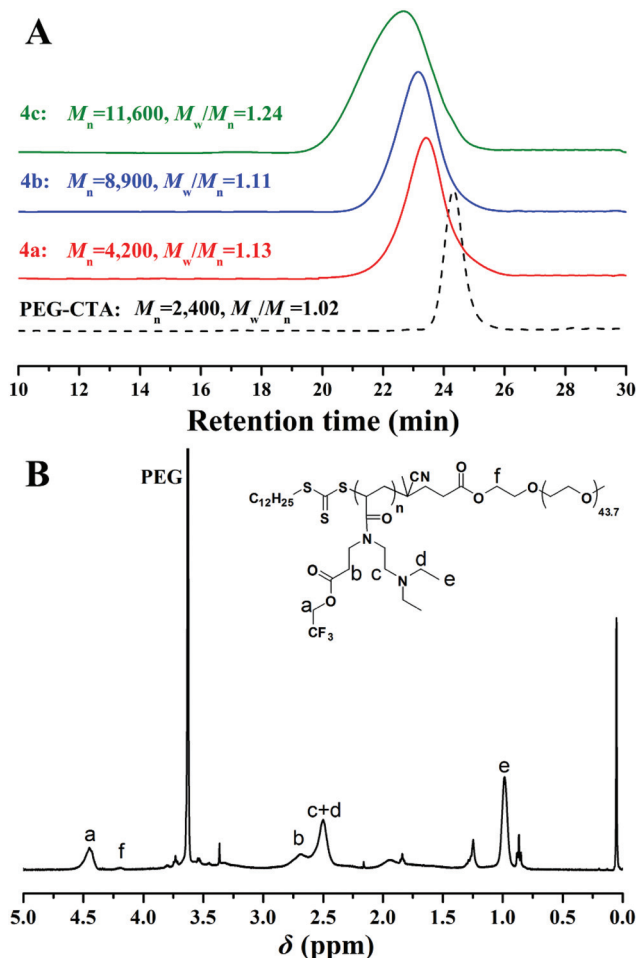 A
4c: Mn=11,600, Mw/Mn=1.24
4b: Mn=8,900, Mw/Mn=1.11
4a: Mn=4,200, Mw/Mn=1.13
PEG-CTA: Mn=2,400, Mw/Mn=1.02
10 12 14 16 18 20 22 24 26 28 30
Retention time (min)
B
PEG
C12H25 S S S CN O O f O O 43.7
n
O
N
b c d e
O O N
a
CF3
a f b c+d e
5.0 4.5 4.0 3.5 3.0 2.5 2.0 1.5 1.0 0.5 0.0
δ (ppm)